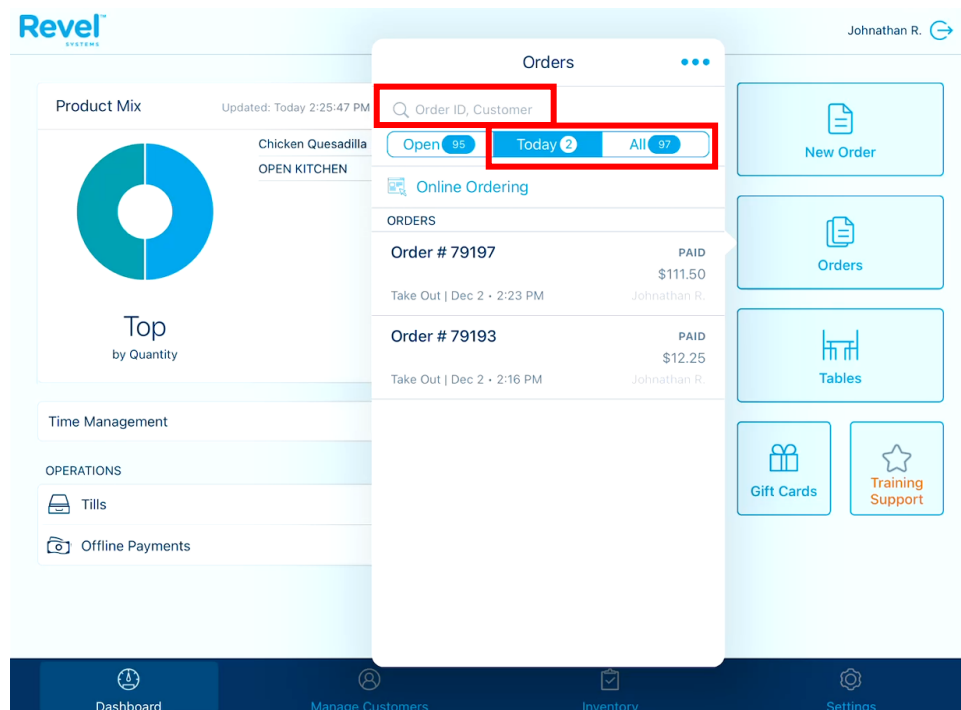 Revel
SYSTEMS
Johnathan R.
Orders
Product Mix
Updated: Today 2:25:47 PM
Chicken Quesadilla
OPEN KITCHEN
Top
by Quantity
Time Management
OPERATIONS
Tills
Offline Payments
Order ID, Customer
Open 95
Today 2
All 97
Online Ordering
ORDERS
Order # 79197
PAID
$111.50
Take Out | Dec 2 • 2:23 PM
Johnathan R.
Order # 79193
PAID
$12.25
Take Out | Dec 2 • 2:16 PM
Johnathan R.
New Order
Orders
Tables
Gift Cards
Training
Support
Dashboard
Manage Customers
Inventory
Settings